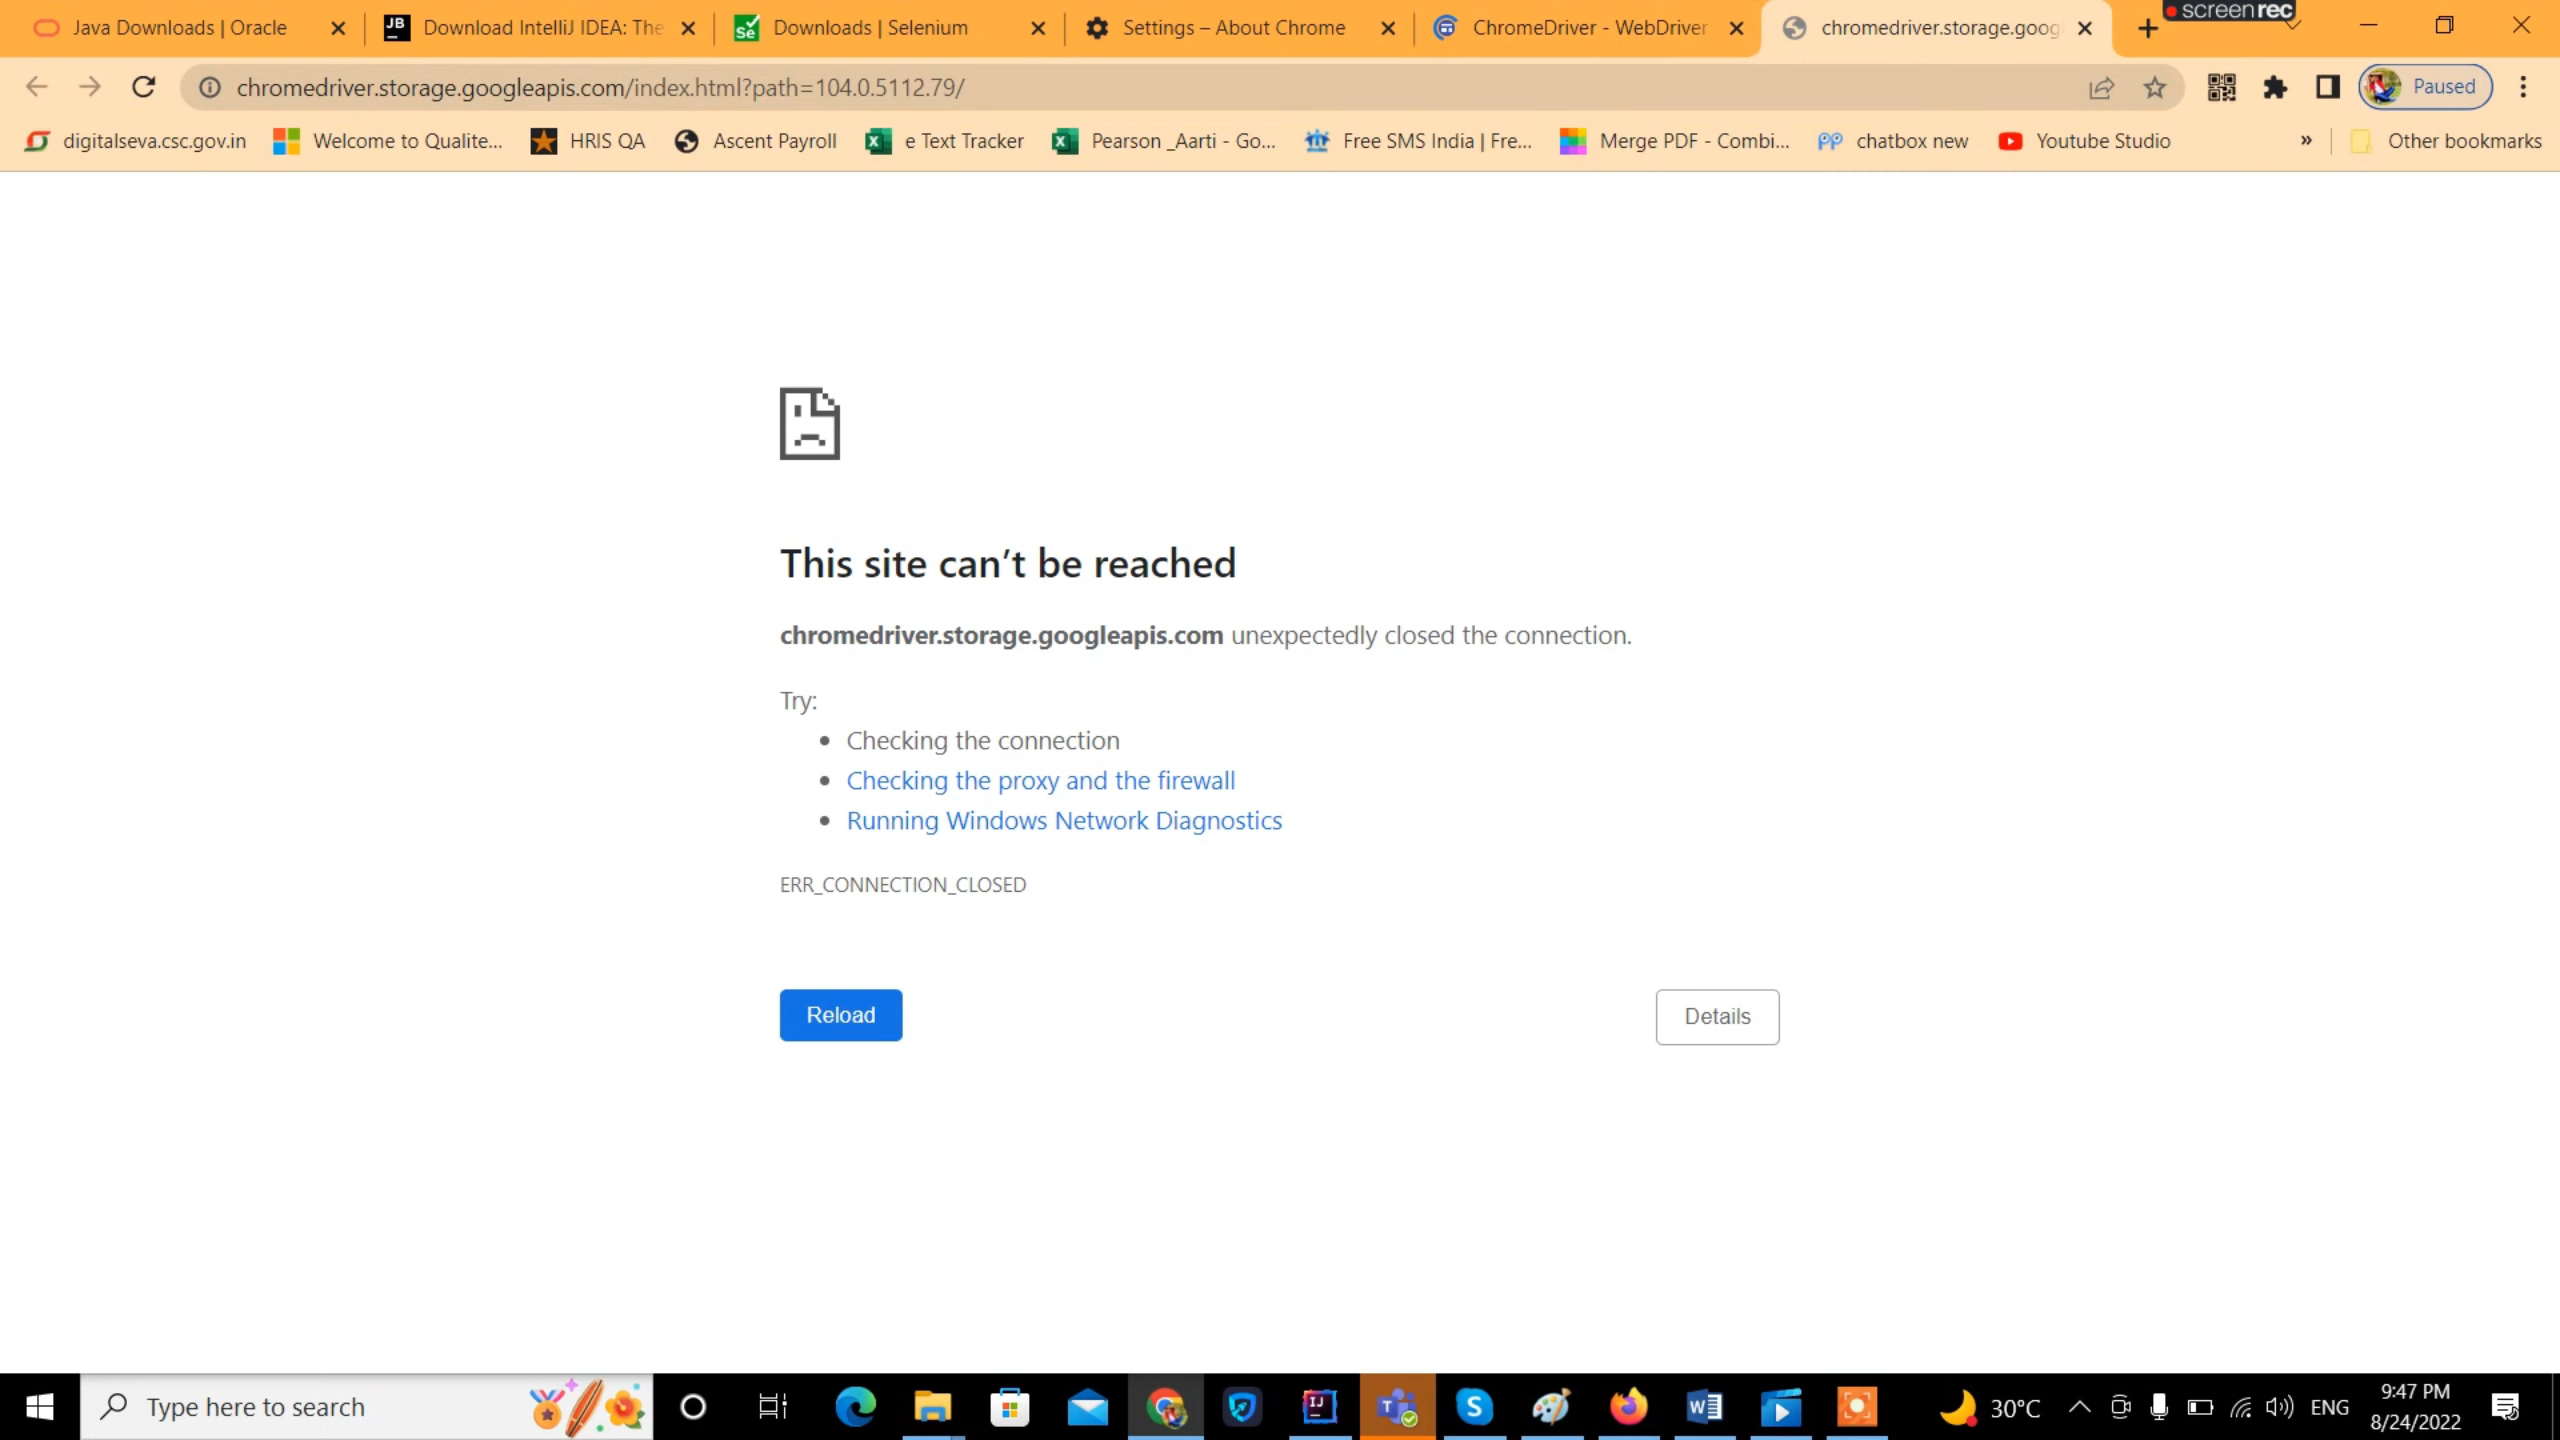 Java Downloads | Oracle
JB Download IntelliJ IDEA: The
Se Downloads | Selenium
Settings – About Chrome
ChromeDriver - WebDriver
chromedriver.storage.goog
screenrec
chromedriver.storage.googleapis.com/index.html?path=104.0.5112.79/
Paused
digitalseva.csc.gov.in
Welcome to Qualite...
HRIS QA
Ascent Payroll
e Text Tracker
Pearson _Aarti - Go...
Free SMS India | Fre...
Merge PDF - Combi...
PP chatbox new
Youtube Studio
»
Other bookmarks
This site can’t be reached
chromedriver.storage.googleapis.com unexpectedly closed the connection.
Try:
• Checking the connection
• Checking the proxy and the firewall
• Running Windows Network Diagnostics
ERR_CONNECTION_CLOSED
Reload
Details
Type here to search
30°C
ENG
9:47 PM
8/24/2022